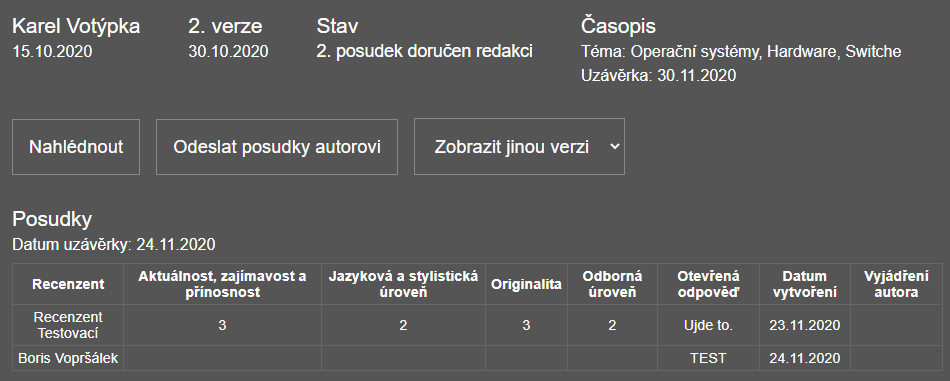 Karel Votýpka 2. verze Stav Časopis
15.10.2020 30.10.2020 2. posudek doručen redakci Téma: Operační systémy, Hardware, Switche
Uzávěrka: 30.11.2020
Nahlédnout Odeslat posudky autorovi Zobrazit jinou verzi
Posudky
Datum uzávěrky: 24.11.2020
Recenzent Aktuálnost, zajímavost a přínosnost Jazyková a stylistická úroveň Originalita Odborná úroveň Otevřená odpověď Datum vytvoření Vyjádření autora
Recenzent Testovací 3 2 3 2 Ujde to. 23.11.2020
Boris Vopršálek TEST 24.11.2020